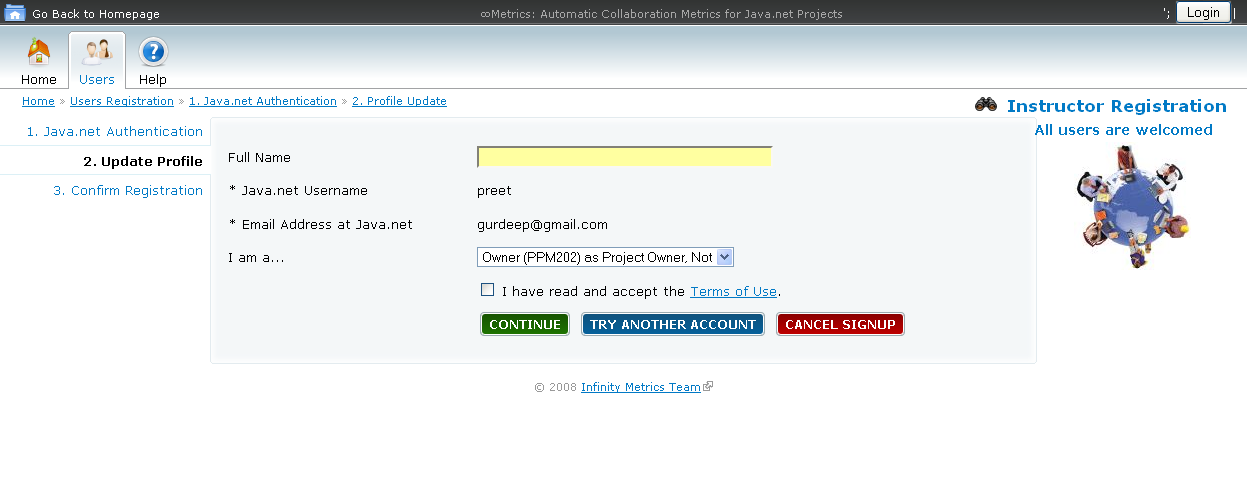 Go Back to Homepage
∞Metrics: Automatic Collaboration Metrics for Java.net Projects
'; Login |
Home
Users
Help
Home » Users Registration » 1. Java.net Authentication » 2. Profile Update
Instructor Registration
All users are welcomed
1. Java.net Authentication
2. Update Profile
3. Confirm Registration
Full Name
* Java.net Username preet
* Email Address at Java.net gurdeep@gmail.com
I am a... Owner (PPM202) as Project Owner, Not
I have read and accept the Terms of Use.
CONTINUE TRY ANOTHER ACCOUNT CANCEL SIGNUP
© 2008 Infinity Metrics Team